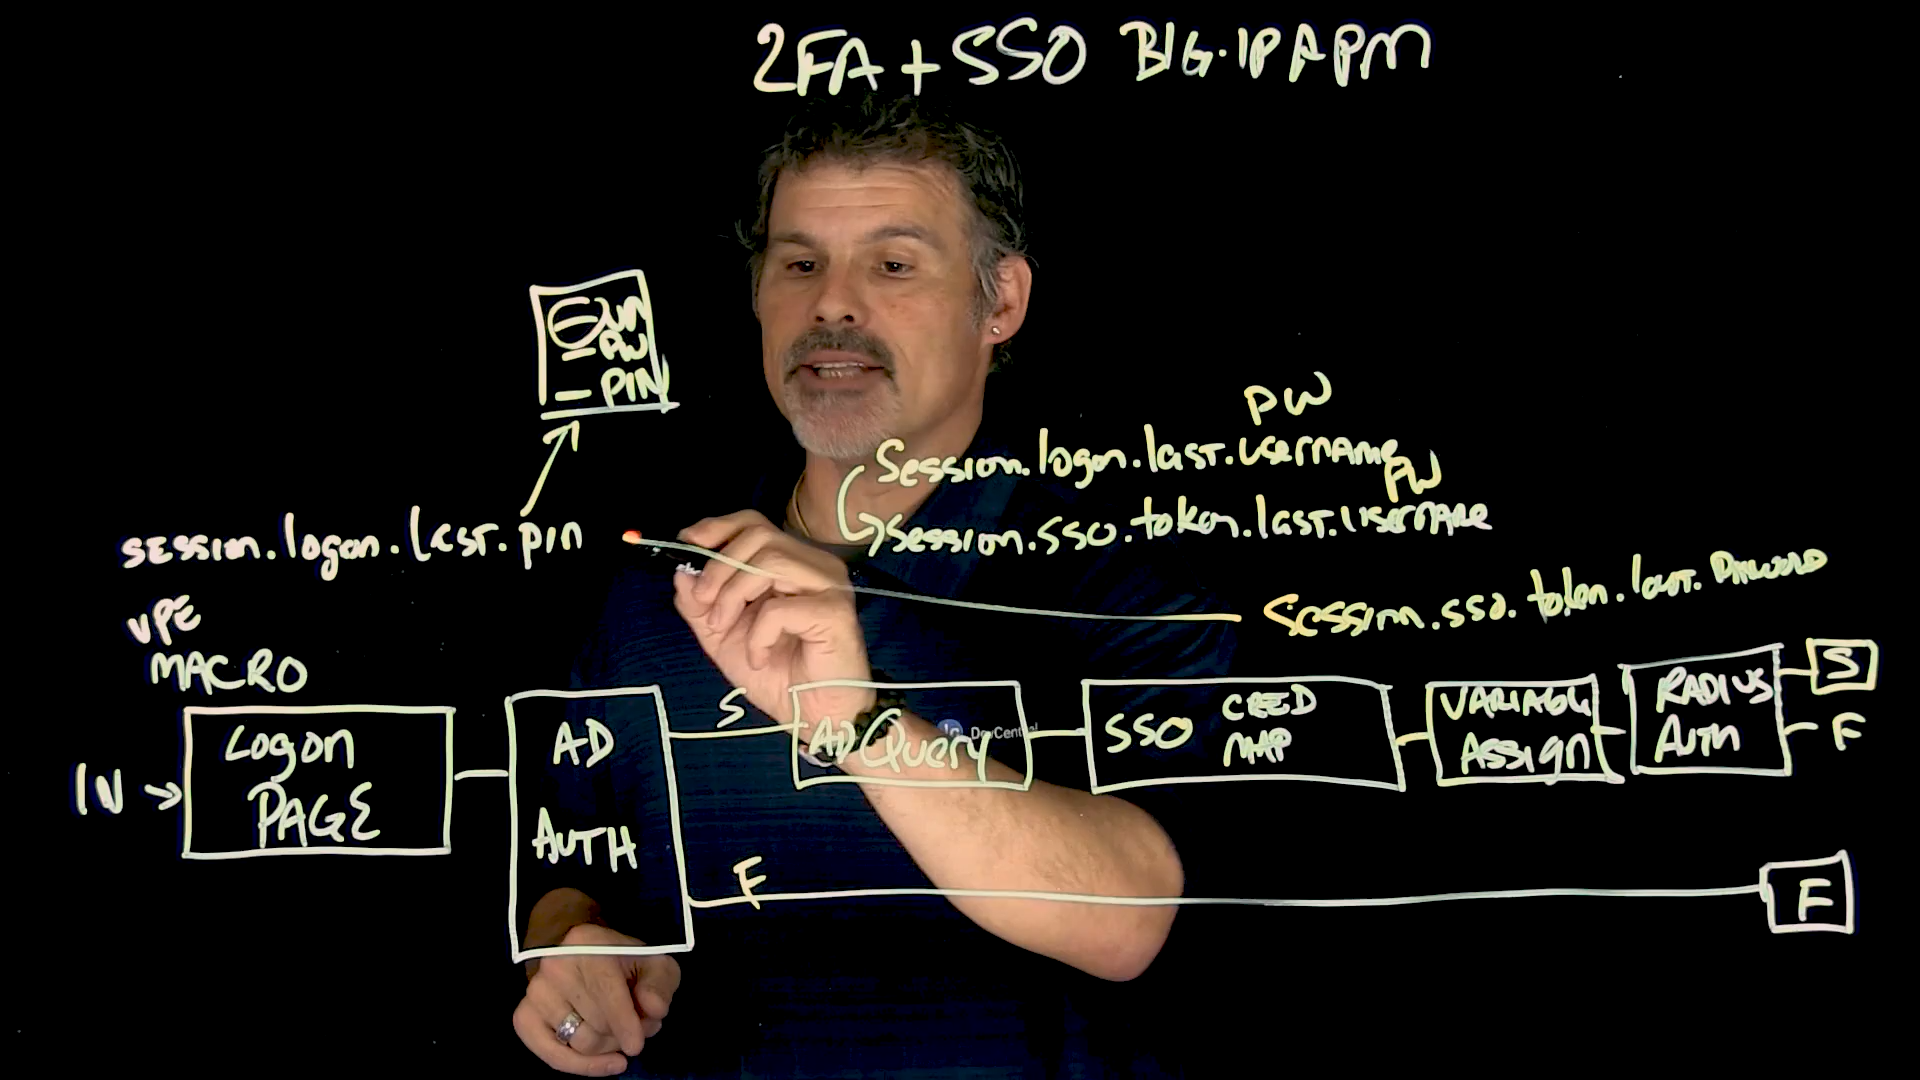 2FA + SSO BIG-IP APM
UN
PW
PIN
PW
Session.logon.last.username
PW
Session.sso.token.last.username
session.logon.last.pin
Session.sso.token.last.Password
VPE
MACRO
IN →
Logon
PAGE
AD
AUTH
S
F
AD Query
SSO CRED
MAP
VARIABLE
ASSIGN
RADIUS
AUTH
S
F
F
DevCentral